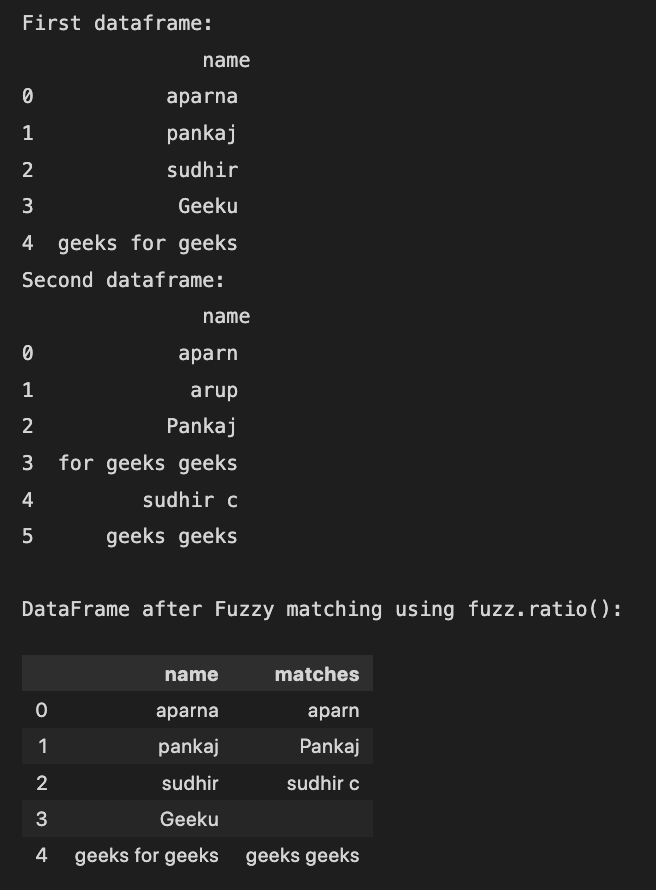 First dataframe:
name
0 aparna
1 pankaj
2 sudhir
3 Geeku
4 geeks for geeks
Second dataframe:
name
0 aparn
1 arup
2 Pankaj
3 for geeks geeks
4 sudhir c
5 geeks geeks
DataFrame after Fuzzy matching using fuzz.ratio():
name matches
0 aparna aparn
1 pankaj Pankaj
2 sudhir sudhir c
3 Geeku
4 geeks for geeks geeks geeks